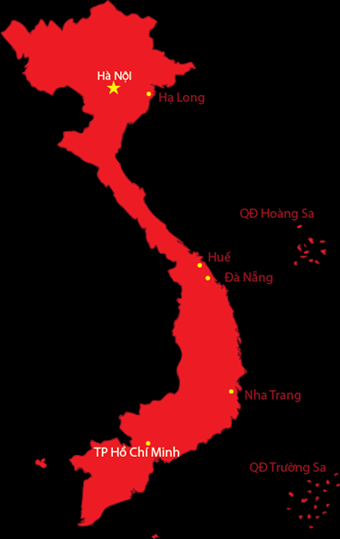 Hà Nội
Hạ Long
QĐ Hoàng Sa
Huế
Đà Nẵng
Nha Trang
TP Hồ Chí Minh
QĐ Trường Sa